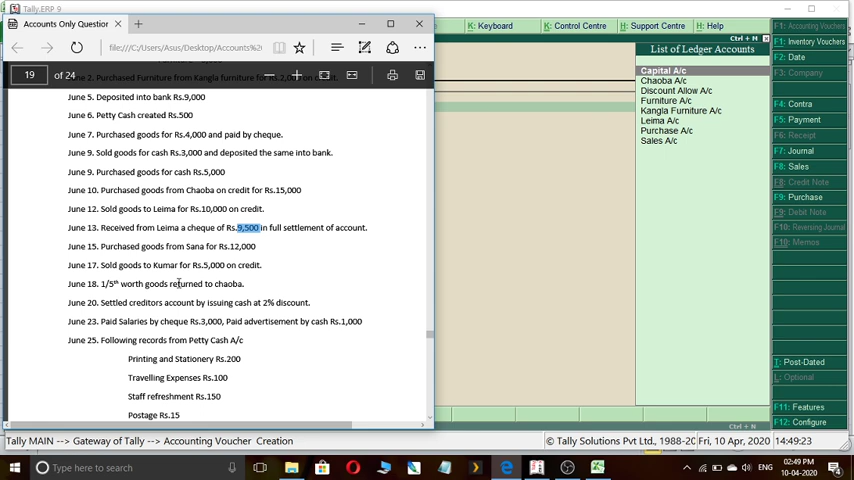 Tally.ERP 9
Accounts Only Question
K: Keyboard
K: Control Centre
H: Support Centre
H: Help
F1: Accounting Vouchers
Ctrl + N
file:///C:/Users/Asus/Desktop/Accounts%20
List of Ledger Accounts
F1: Inventory Vouchers
F2: Date
19 of 24
June 2. Purchased Furniture from Kangla furniture for Rs.2,
Capital A/c
F3: Company
Chaoba A/c
June 5. Deposited into bank Rs.9,000
Discount Allow A/c
Furniture A/c
F4: Contra
June 6. Petty Cash created Rs.500
Kangla Furniture A/c
F5: Payment
Leima A/c
June 7. Purchased goods for Rs.4,000 and paid by cheque.
Purchase A/c
F6: Receipt
Sales A/c
June 9. Sold goods for cash Rs.3,000 and deposited the same into bank.
F7: Journal
June 9. Purchased goods for cash Rs.5,000
F8: Sales
F8: Credit Note
June 10. Purchased goods from Chaoba on credit for Rs.15,000
F9: Purchase
June 12. Sold goods to Leima for Rs.10,000 on credit.
F9: Debit Note
June 13. Received from Leima a cheque of Rs.9,500 in full settlement of account.
F10: Reversing Journal
F10: Memos
June 15. Purchased goods from Sana for Rs.12,000
June 17. Sold goods to Kumar for Rs.5,000 on credit.
June 18. 1/5th worth goods returned to chaoba.
June 20. Settled creditors account by issuing cash at 2% discount.
June 23. Paid Salaries by cheque Rs.3,000, Paid advertisement by cash Rs.1,000
June 25. Following records from Petty Cash A/c
Printing and Stationery Rs.200
T: Post-Dated
Travelling Expenses Rs.100
L: Optional
Staff refreshment Rs.150
F11: Features
Postage Rs.15
F12: Configure
Ctrl + N
Tally MAIN --> Gateway of Tally --> Accounting Voucher Creation
© Tally Solutions Pvt Ltd., 1988-20
Fri, 10 Apr, 2020
14:49:23
Type here to search
ENG
02:49 PM
10-04-2020
4